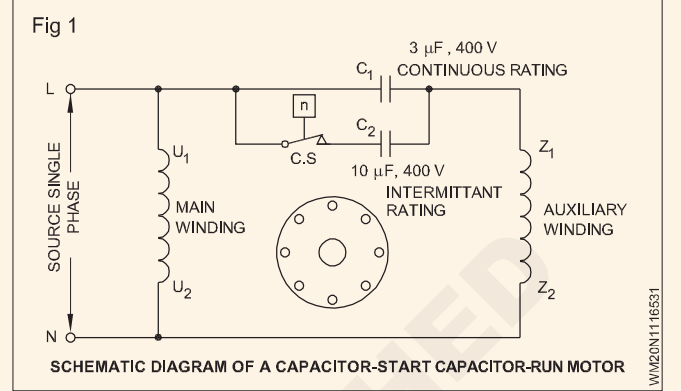 Fig 1
3 µF , 400 V
C1 CONTINUOUS RATING
L
n
C2
C.S
10 µF, 400 V
INTERMITTANT
RATING
U1
Z1
SOURCE SINGLE
PHASE
MAIN
WINDING
AUXILIARY
WINDING
U2
Z2
N
SCHEMATIC DIAGRAM OF A CAPACITOR-START CAPACITOR-RUN MOTOR
WM20N1116531